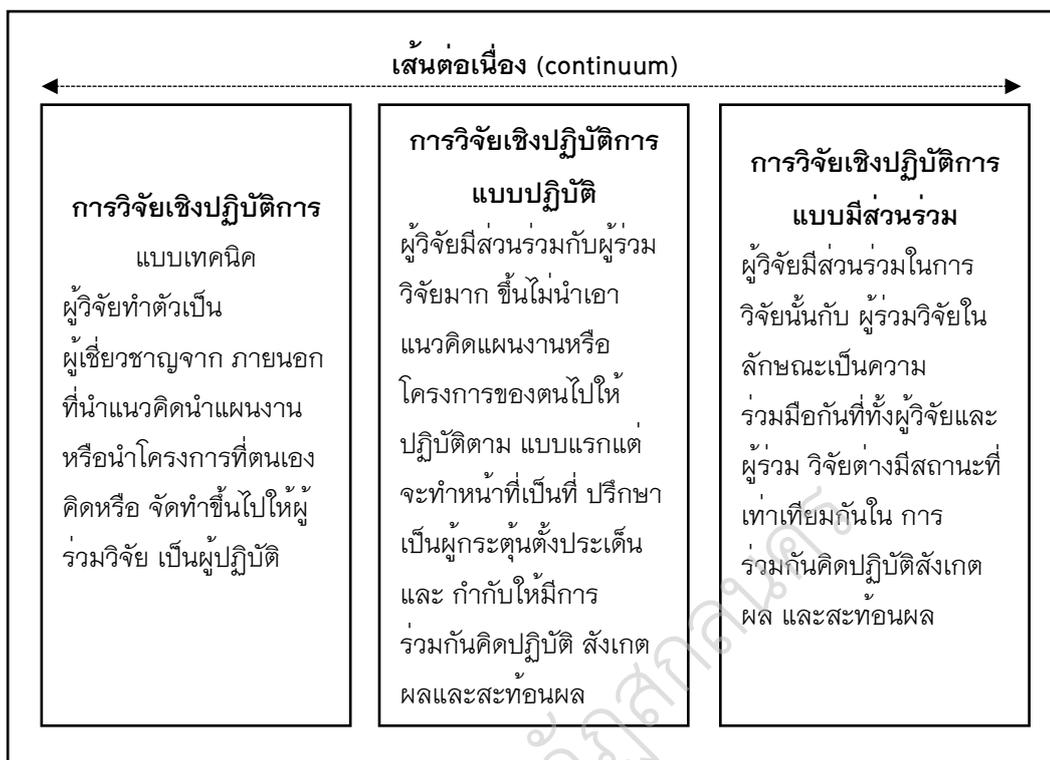 เส้นต่อเนื่อง (continuum)
การวิจัยเชิงปฏิบัติการ
แบบเทคนิค
ผู้วิจัยทำตัวเป็น
ผู้เชี่ยวชาญจาก ภายนอก
ที่นำแนวคิดนำแผนงาน
หรือนำโครงการที่ตนเอง
คิดหรือ จัดทำขึ้นไปให้ผู้
ร่วมวิจัย เป็นผู้ปฏิบัติ
การวิจัยเชิงปฏิบัติการ
แบบปฏิบัติ
ผู้วิจัยมีส่วนร่วมกับผู้ร่วม
วิจัยมาก ขึ้นไม่นำเอา
แนวคิดแผนงานหรือ
โครงการของตนไปให้
ปฏิบัติตาม แบบแรกแต่
จะทำหน้าที่เป็นที่ ปรึกษา
เป็นผู้กระตุ้นตั้งประเด็น
และ กำกับให้มีการ
ร่วมกันคิดปฏิบัติ สังเกต
ผลและสะท้อนผล
การวิจัยเชิงปฏิบัติการ
แบบมีส่วนร่วม
ผู้วิจัยมีส่วนร่วมในการ
วิจัยนั้นกับ ผู้ร่วมวิจัยใน
ลักษณะเป็นความ
ร่วมมือกันที่ทั้งผู้วิจัยและ
ผู้ร่วม วิจัยต่างมีสถานะที่
เท่าเทียมกันใน การ
ร่วมกันคิดปฏิบัติสังเกต
ผล และสะท้อนผล